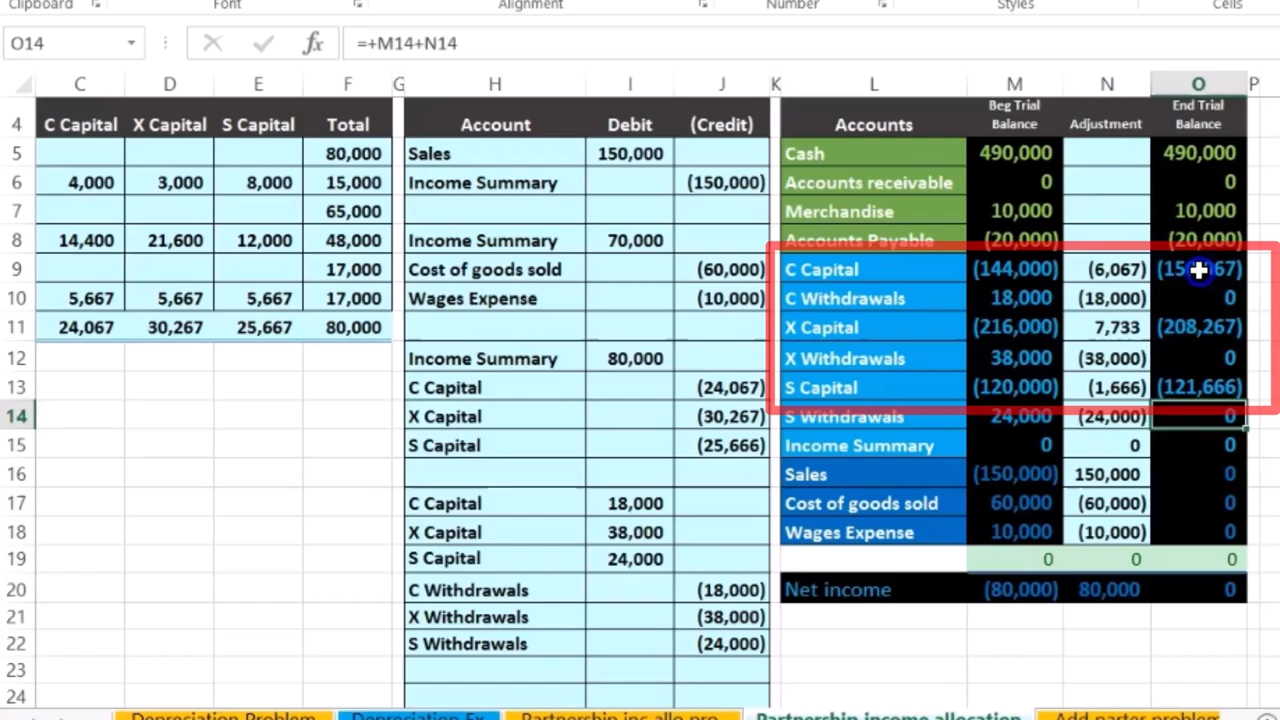 Clipboard Font Alignment Number Styles Cells
O14 fx =+M14+N14
C D E F G H I J K L M N O P
4 C Capital X Capital S Capital Total Account Debit (Credit) Accounts Beg Trial Balance Adjustment End Trial Balance
5 80,000 Sales 150,000 Cash 490,000 490,000
6 4,000 3,000 8,000 15,000 Income Summary (150,000) Accounts receivable 0 0
7 65,000 Merchandise 10,000 10,000
8 14,400 21,600 12,000 48,000 Income Summary 70,000 Accounts Payable (20,000) (20,000)
9 17,000 Cost of goods sold (60,000) C Capital (144,000) (6,067)
10 5,667 5,667 5,667 17,000 Wages Expense (10,000) C Withdrawals 18,000 (18,000) 0
11 24,067 30,267 25,667 80,000 X Capital (216,000) 7,733 (208,267)
12 Income Summary 80,000 X Withdrawals 38,000 (38,000) 0
13 C Capital (24,067) S Capital (120,000) (1,666) (121,666)
14 X Capital (30,267) S Withdrawals 24,000 (24,000) 0
15 S Capital (25,666) Income Summary 0 0 0
16 Sales (150,000) 150,000 0
17 C Capital 18,000 Cost of goods sold 60,000 (60,000) 0
18 X Capital 38,000 Wages Expense 10,000 (10,000) 0
19 S Capital 24,000 0 0 0
20 C Withdrawals (18,000) Net income (80,000) 80,000 0
21 X Withdrawals (38,000)
22 S Withdrawals (24,000)
23
24
Depreciation Problem Depreciation Ex Partnership inc allo pro Partnership income allocation Add parter problem